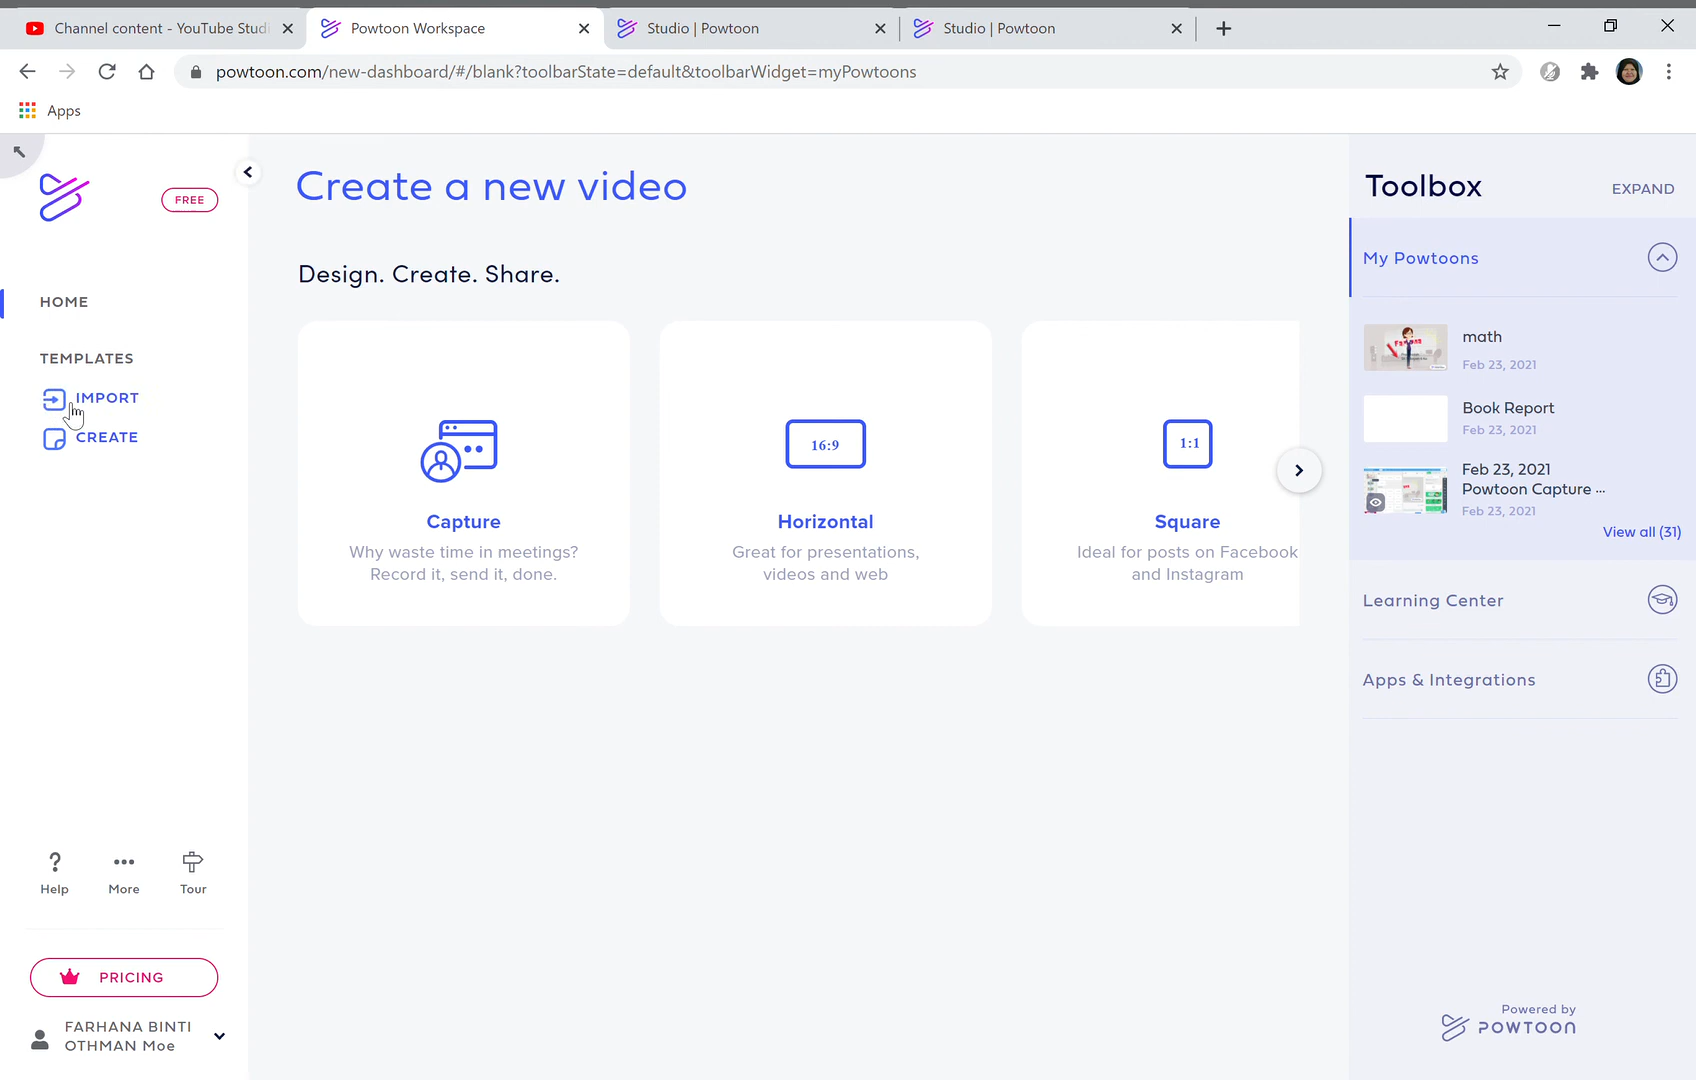 Channel content - YouTube Studi
Powtoon Workspace
Studio | Powtoon
Studio | Powtoon
powtoon.com/new-dashboard/#/blank?toolbarState=default&toolbarWidget=myPowtoons
Apps
FREE
HOME
TEMPLATES
IMPORT
CREATE
Help
More
Tour
PRICING
FARHANA BINTI
OTHMAN Moe
Create a new video
Design. Create. Share.
Capture
Why waste time in meetings?
Record it, send it, done.
16:9
Horizontal
Great for presentations,
videos and web
1:1
Square
Ideal for posts on Facebook
and Instagram
Toolbox
EXPAND
My Powtoons
math
Feb 23, 2021
Book Report
Feb 23, 2021
Feb 23, 2021
Powtoon Capture ...
Feb 23, 2021
View all (31)
Learning Center
Apps & Integrations
Powered by
POWTOON